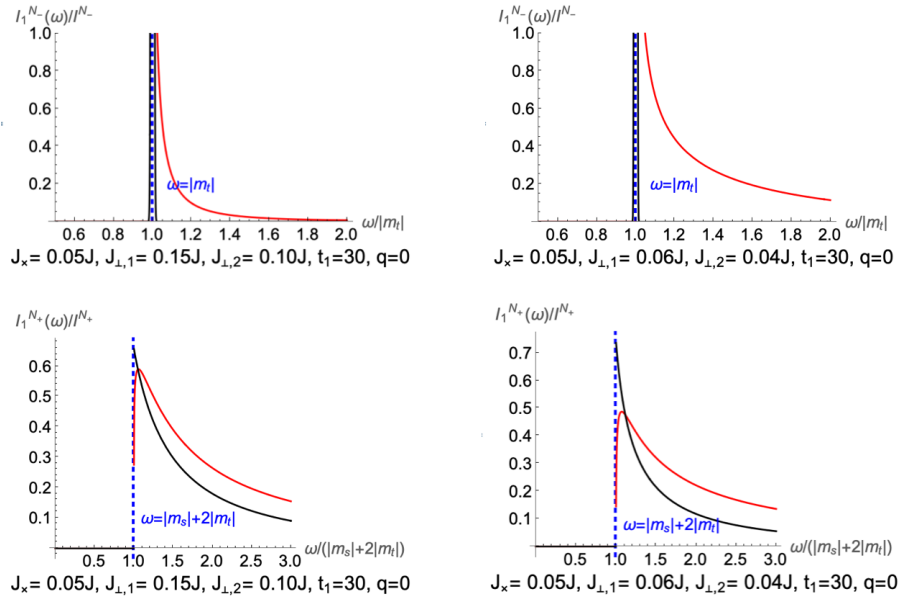 I₁ᴺ⁻(ω)/Iᴺ⁻
1.0
0.8
0.6
0.4
0.2
ω=|mₜ|
0.6 0.8 1.0 1.2 1.4 1.6 1.8 2.0
ω/|mₜ|
J× = 0.05J, J⊥,1 = 0.15J, J⊥,2 = 0.10J, t₁=30, q=0
I₁ᴺ⁻(ω)/Iᴺ⁻
1.0
0.8
0.6
0.4
0.2
ω=|mₜ|
0.6 0.8 1.0 1.2 1.4 1.6 1.8 2.0
ω/|mₜ|
J× = 0.05J, J⊥,1 = 0.06J, J⊥,2 = 0.04J, t₁=30, q=0
I₁ᴺ⁺(ω)/Iᴺ⁺
0.6
0.5
0.4
0.3
0.2
0.1
ω=|mₛ|+2|mₜ|
0.5 1.0 1.5 2.0 2.5 3.0
ω/(|mₛ|+2|mₜ|)
J× = 0.05J, J⊥,1 = 0.15J, J⊥,2 = 0.10J, t₁=30, q=0
I₁ᴺ⁺(ω)/Iᴺ⁺
0.7
0.6
0.5
0.4
0.3
0.2
0.1
ω=|mₛ|+2|mₜ|
0.5 1.0 1.5 2.0 2.5 3.0
ω/(|mₛ|+2|mₜ|)
J× = 0.05J, J⊥,1 = 0.06J, J⊥,2 = 0.04J, t₁=30, q=0